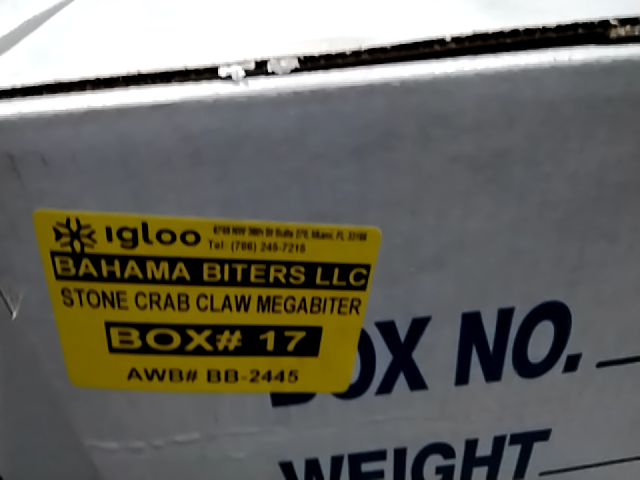 igloo
Tel: (786) 245-7215
BAHAMA BITERS LLC
STONE CRAB CLAW MEGABITER
BOX# 17
AWB# BB-2445
BOX NO.
WEIGHT